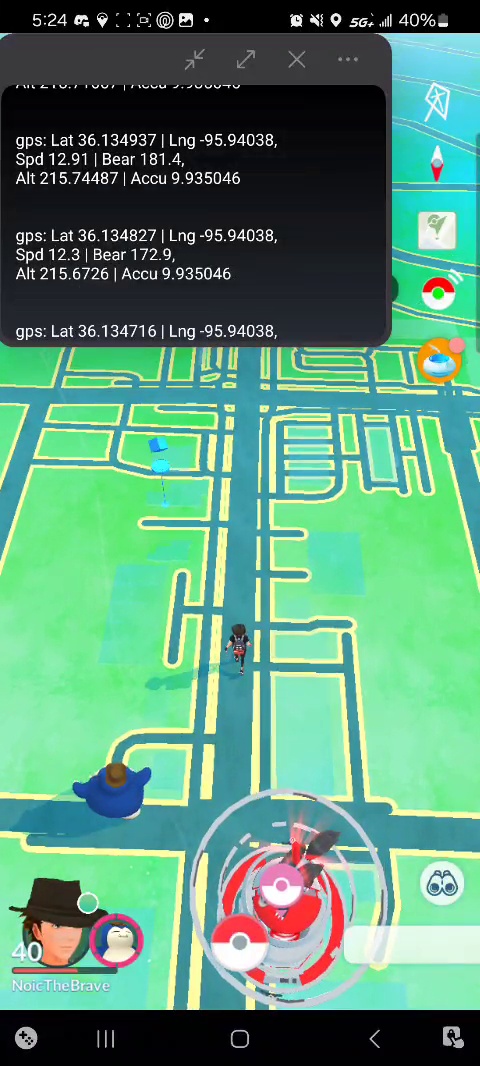 5:24
5G+
40%
gps: Lat 36.134937 | Lng -95.94038,
Spd 12.91 | Bear 181.4,
Alt 215.74487 | Accu 9.935046
gps: Lat 36.134827 | Lng -95.94038,
Spd 12.3 | Bear 172.9,
Alt 215.6726 | Accu 9.935046
gps: Lat 36.134716 | Lng -95.94038,
40
NoicTheBrave